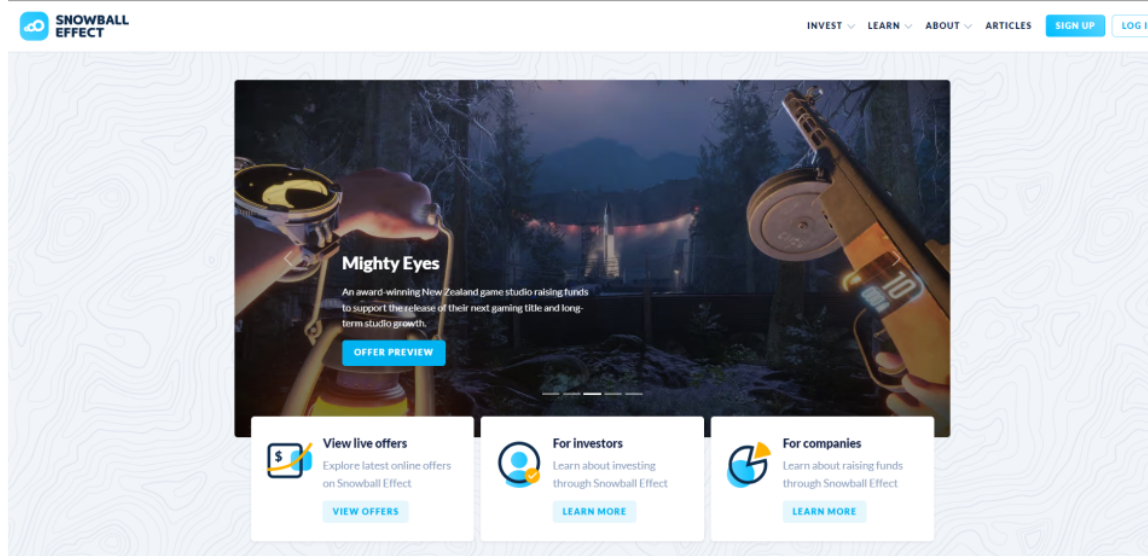 SNOWBALL
EFFECT
INVEST
LEARN
ABOUT
ARTICLES
SIGN UP
LOG I
Mighty Eyes
An award-winning New Zealand game studio raising funds
to support the release of their next gaming title and long-
term studio growth.
OFFER PREVIEW
10
$
View live offers
Explore latest online offers
on Snowball Effect
VIEW OFFERS
For investors
Learn about investing
through Snowball Effect
LEARN MORE
For companies
Learn about raising funds
through Snowball Effect
LEARN MORE